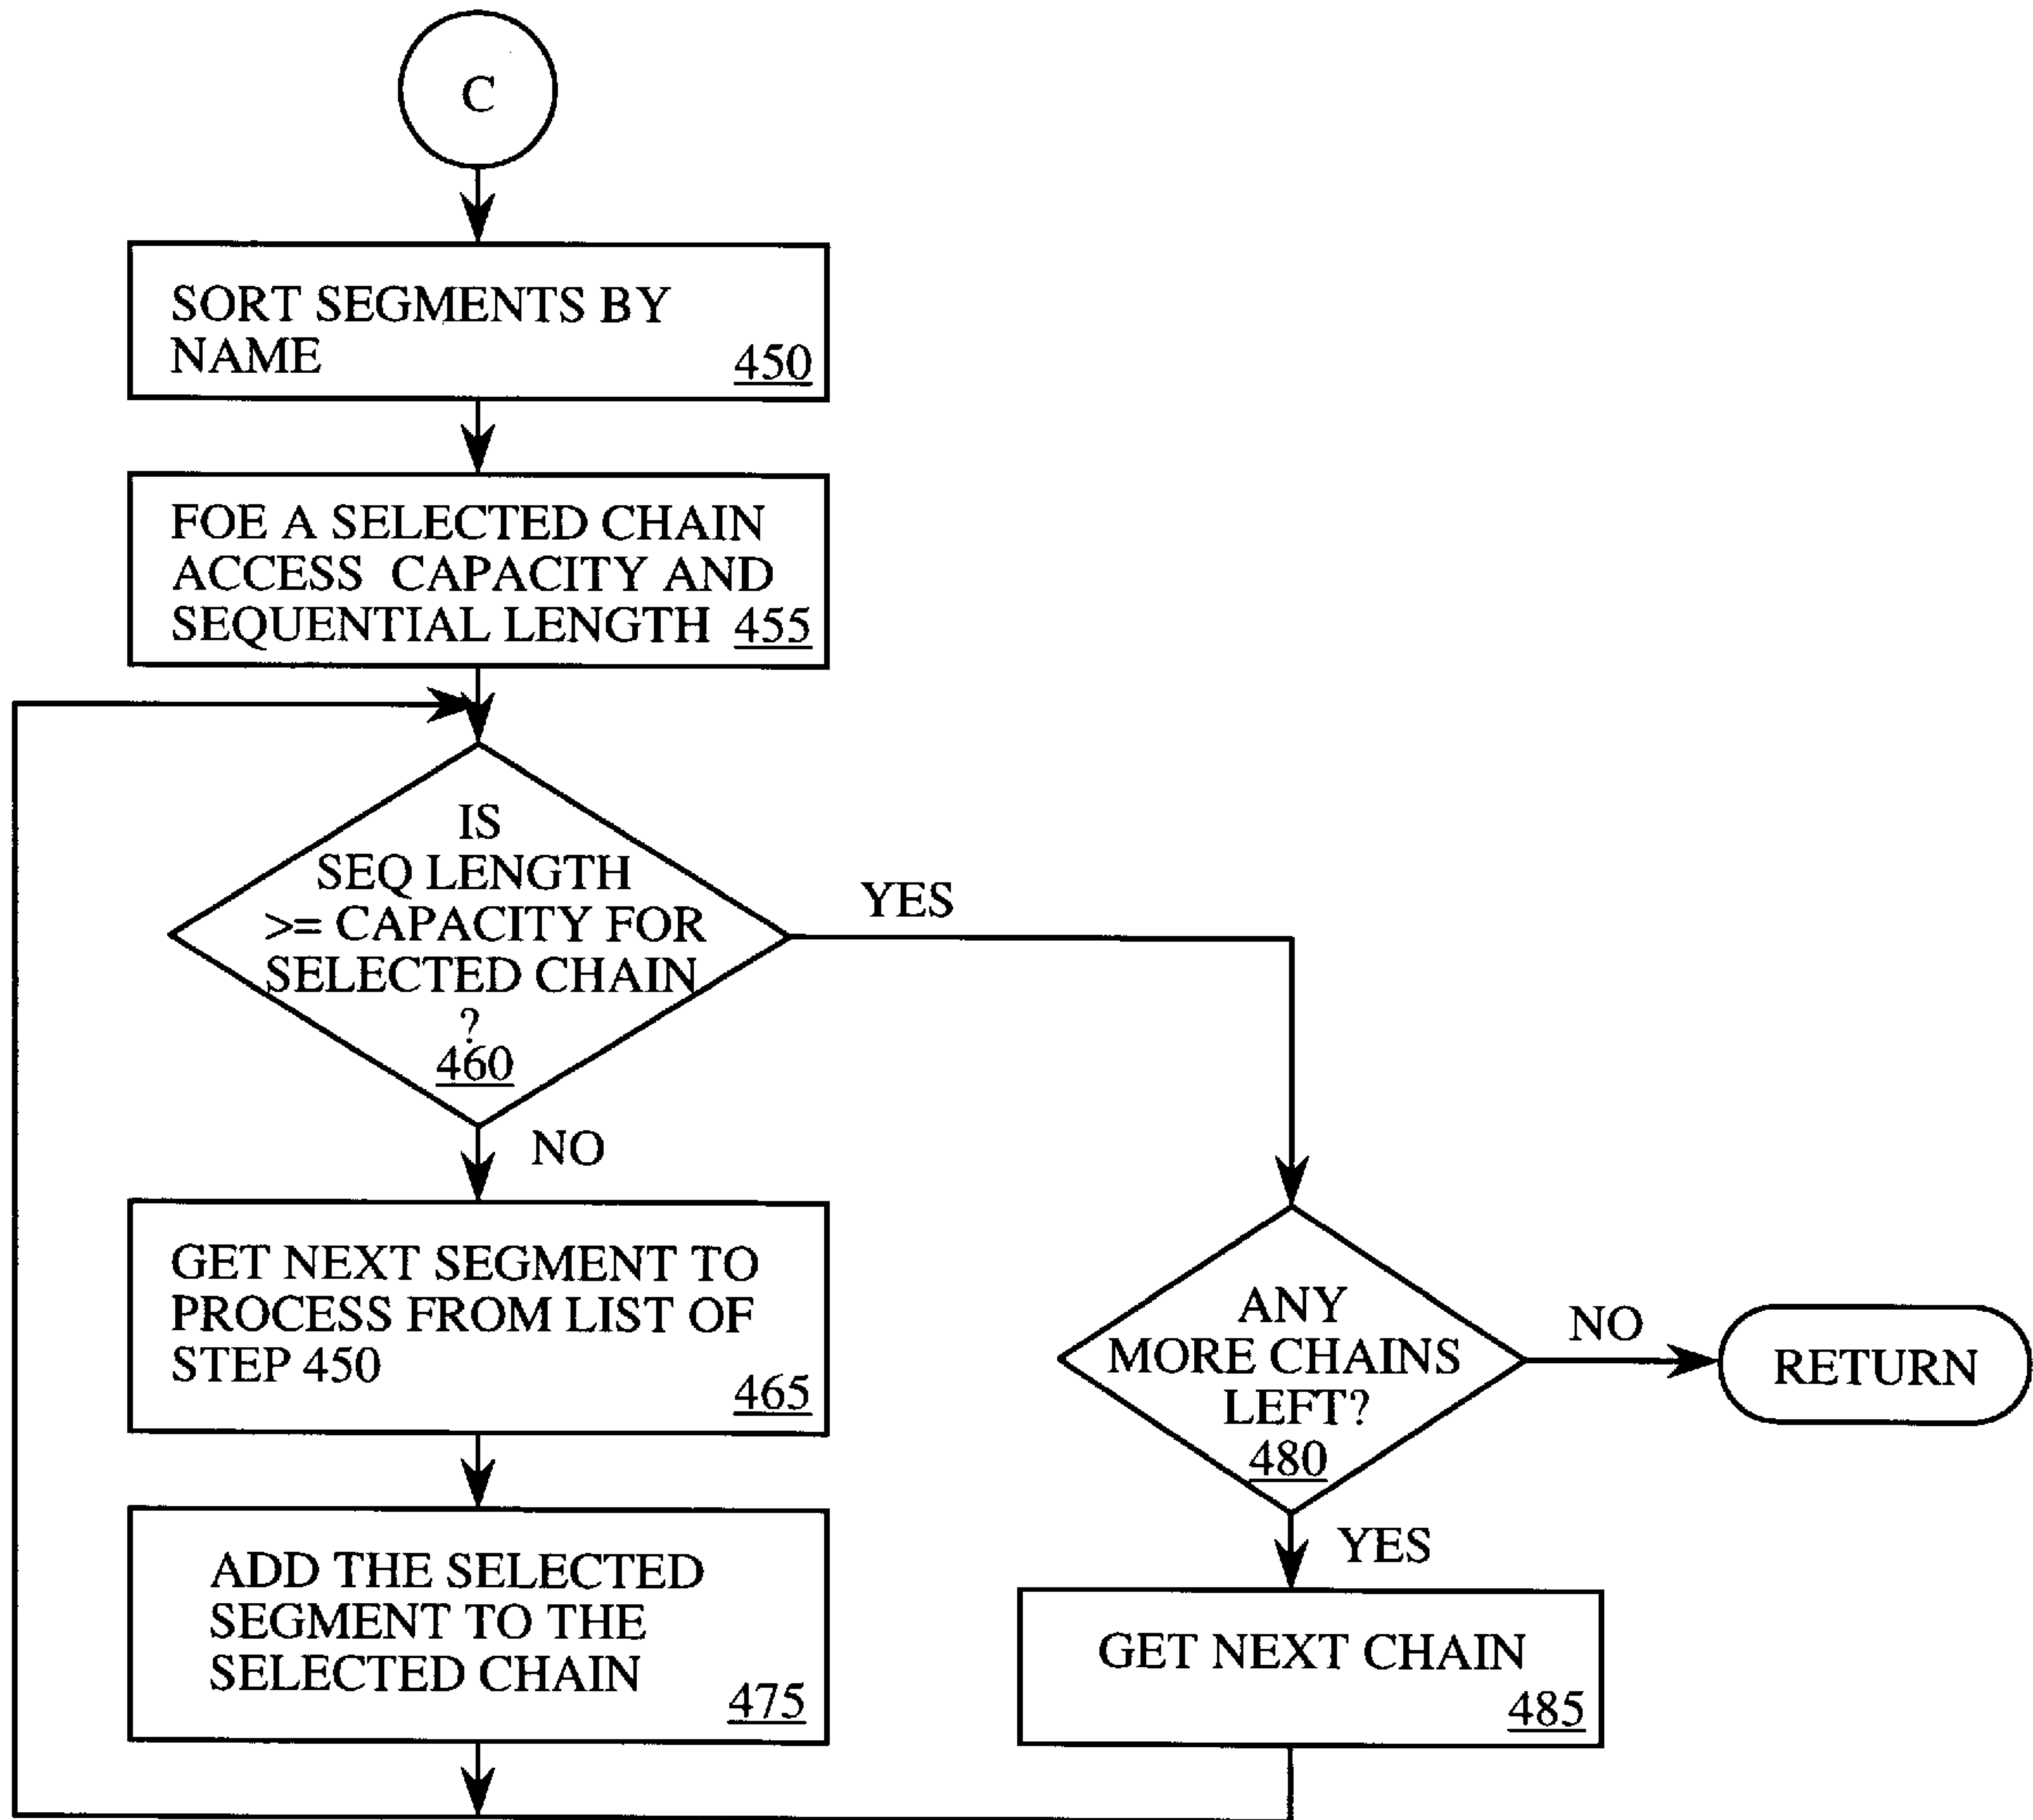 C
SORT SEGMENTS BY
NAME
450
FOE A SELECTED CHAIN
ACCESS CAPACITY AND
SEQUENTIAL LENGTH 455
IS
SEQ LENGTH
>= CAPACITY FOR
SELECTED CHAIN
?
460
YES
NO
GET NEXT SEGMENT TO
PROCESS FROM LIST OF
STEP 450
465
ADD THE SELECTED
SEGMENT TO THE
SELECTED CHAIN
475
ANY
MORE CHAINS
LEFT?
480
NO
RETURN
YES
GET NEXT CHAIN
485